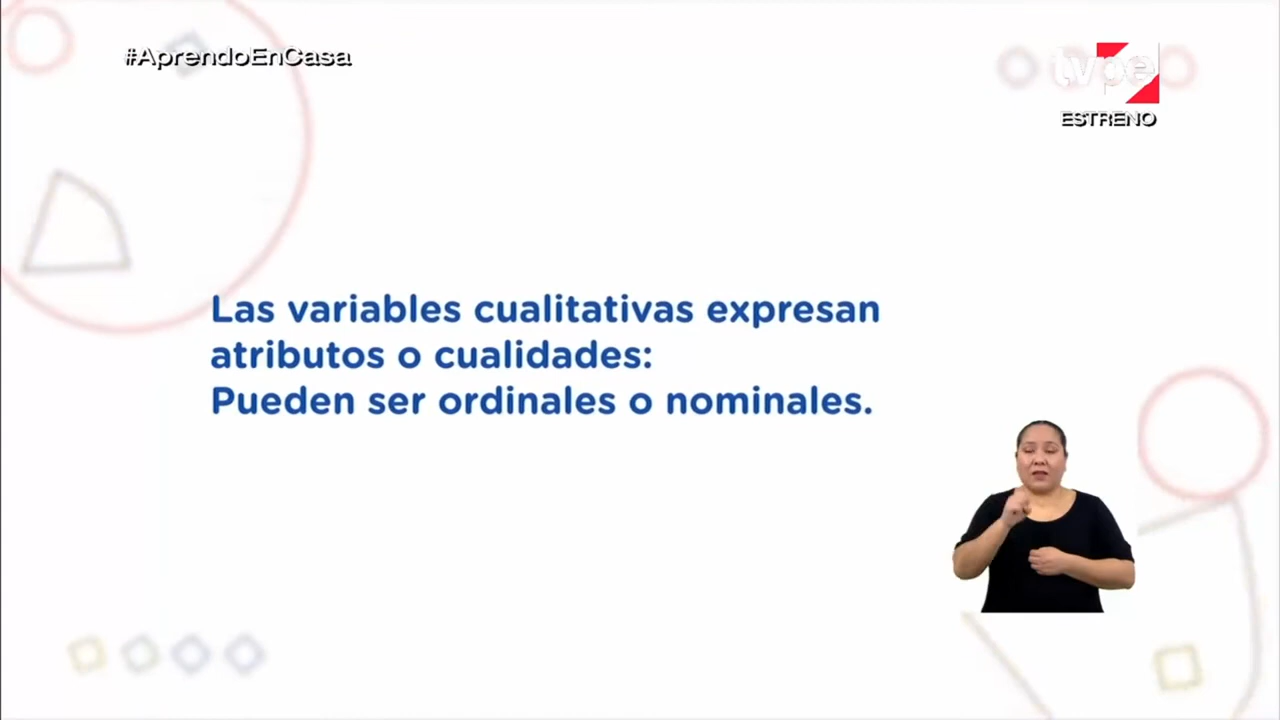 #AprendoEnCasa
tvpe
ESTRENO
Las variables cualitativas expresan
atributos o cualidades:
Pueden ser ordinales o nominales.